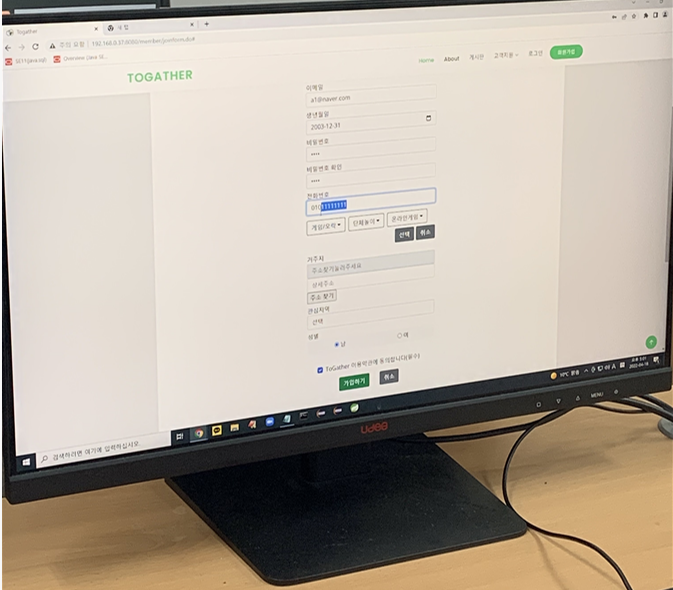 Togather
새 탭
주의 요함
192.168.0.37:8080/member/joinform.do#
SE11(java,sql)
Overview (Java SE...
TOGATHER
Home About 게시판 고객지원 로그인 회원가입
이메일
a1@naver.com
생년월일
2003-12-31
비밀번호
비밀번호 확인
전화번호
01011111111
게임/오락 단체놀이 온라인게임
선택 취소
거주지
주소찾기눌러주세요
상세주소
주소 찾기
관심지역
선택
성별
남 여
ToGather 이용약관에 동의합니다(필수)
가입하기 취소
검색하려면 여기에 입력하십시오.
10°C 맑음
MENU
udea